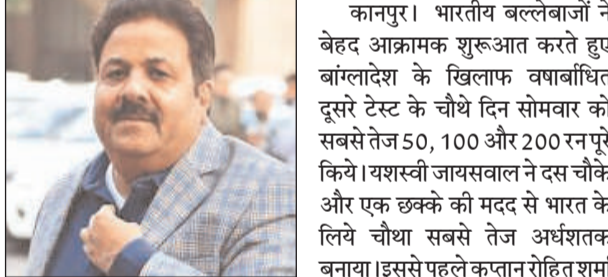 कानपुर। भारतीय बल्लेबाजों ने
बेहद आक्रामक शुरूआत करते हुए
बांग्लादेश के खिलाफ वर्षाबाधित
दूसरे टेस्ट के चौथे दिन सोमवार को
सबसे तेज 50, 100 और 200 रन पूरे
किये। यशस्वी जायसवाल ने दस चौके
और एक छक्के की मदद से भारत के
लिये चौथा सबसे तेज अर्धशतक
बनाया। इससे पहले कप्तान रोहित शर्मा